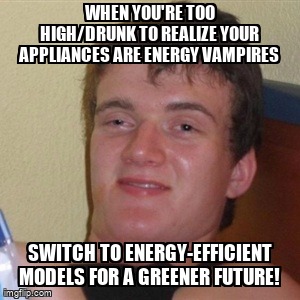 WHEN YOU'RE TOO
HIGH/DRUNK TO REALIZE YOUR
APPLIANCES ARE ENERGY VAMPIRES
SWITCH TO ENERGY-EFFICIENT
MODELS FOR A GREENER FUTURE!
imgflip.com